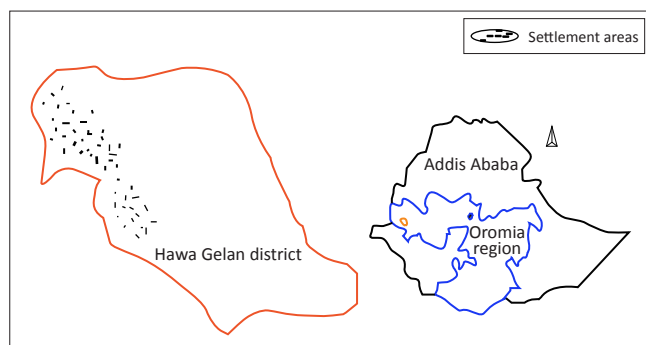 Settlement areas
Addis Ababa
Oromia
region
Hawa Gelan district